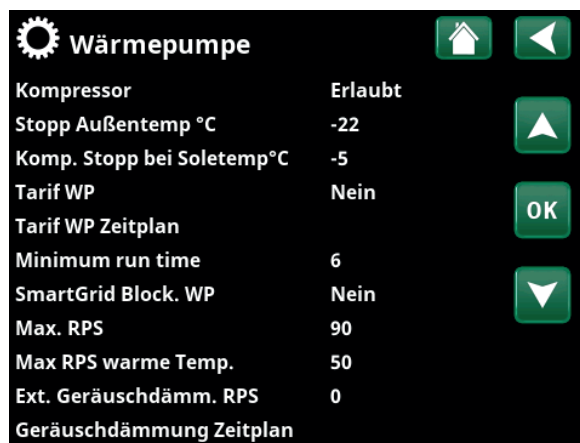 Wärmepumpe
Kompressor Erlaubt
Stopp Außentemp °C -22
Komp. Stopp bei Soletemp°C -5
Tarif WP Nein
Tarif WP Zeitplan
OK
Minimum run time 6
SmartGrid Block. WP Nein
Max. RPS 90
Max RPS warme Temp. 50
Ext. Geräuschdämm. RPS 0
Geräuschdämmung Zeitplan